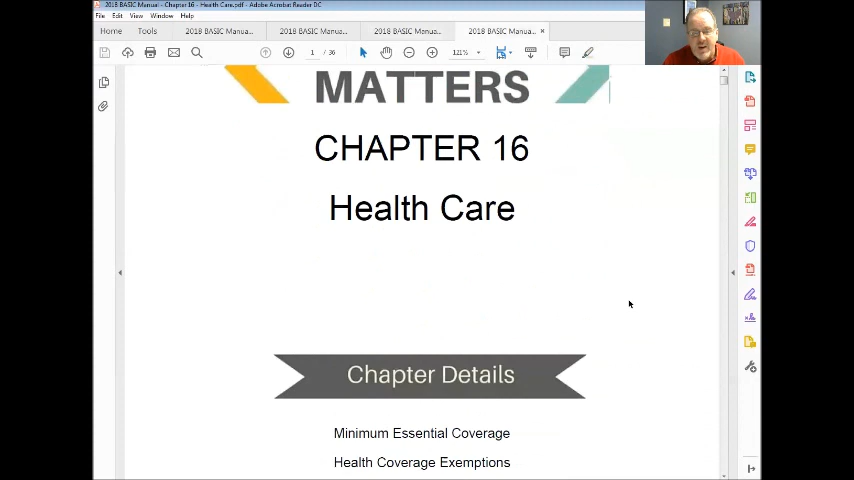 2018 BASIC Manual - Chapter 16 - Health Care.pdf - Adobe Acrobat Reader DC
File Edit View Window Help
Home Tools 2018 BASIC Manu... 2018 BASIC Manua... 2018 BASIC Manua... 2018 BASIC Manua... ×
1 / 36 121%
MATTERS
CHAPTER 16
Health Care
Chapter Details
Minimum Essential Coverage
Health Coverage Exemptions